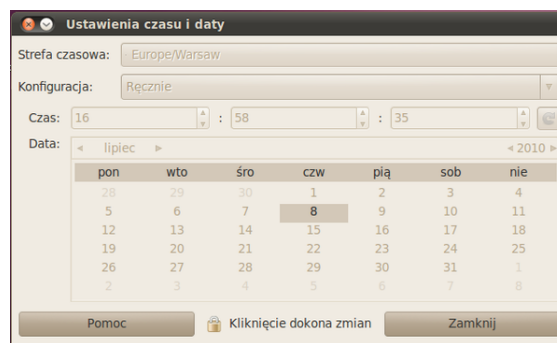 Ustawienia czasu i daty
Strefa czasowa: Europe/Warsaw
Konfiguracja: Ręcznie
Czas: 16 : 58 : 35
Data: lipiec 2010
pon wto śro czw pią sob nie
28 29 30 1 2 3 4
5 6 7 8 9 10 11
12 13 14 15 16 17 18
19 20 21 22 23 24 25
26 27 28 29 30 31 1
2 3 4 5 6 7 8
Pomoc Kliknięcie dokona zmian Zamknij